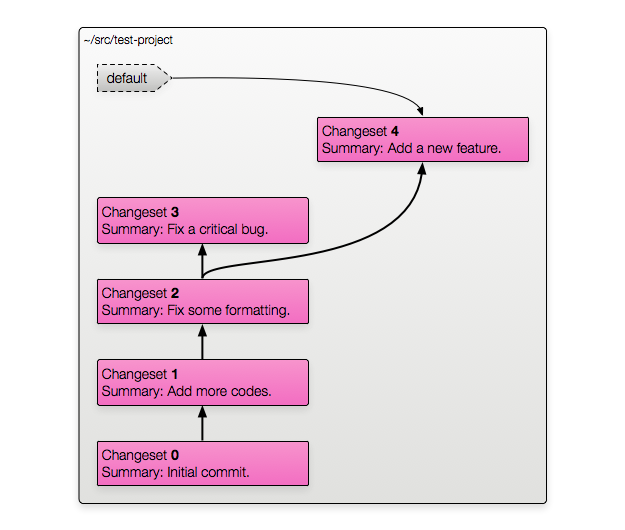 ~/src/test-project
default
Changeset 4
Summary: Add a new feature.
Changeset 3
Summary: Fix a critical bug.
Changeset 2
Summary: Fix some formatting.
Changeset 1
Summary: Add more codes.
Changeset 0
Summary: Initial commit.